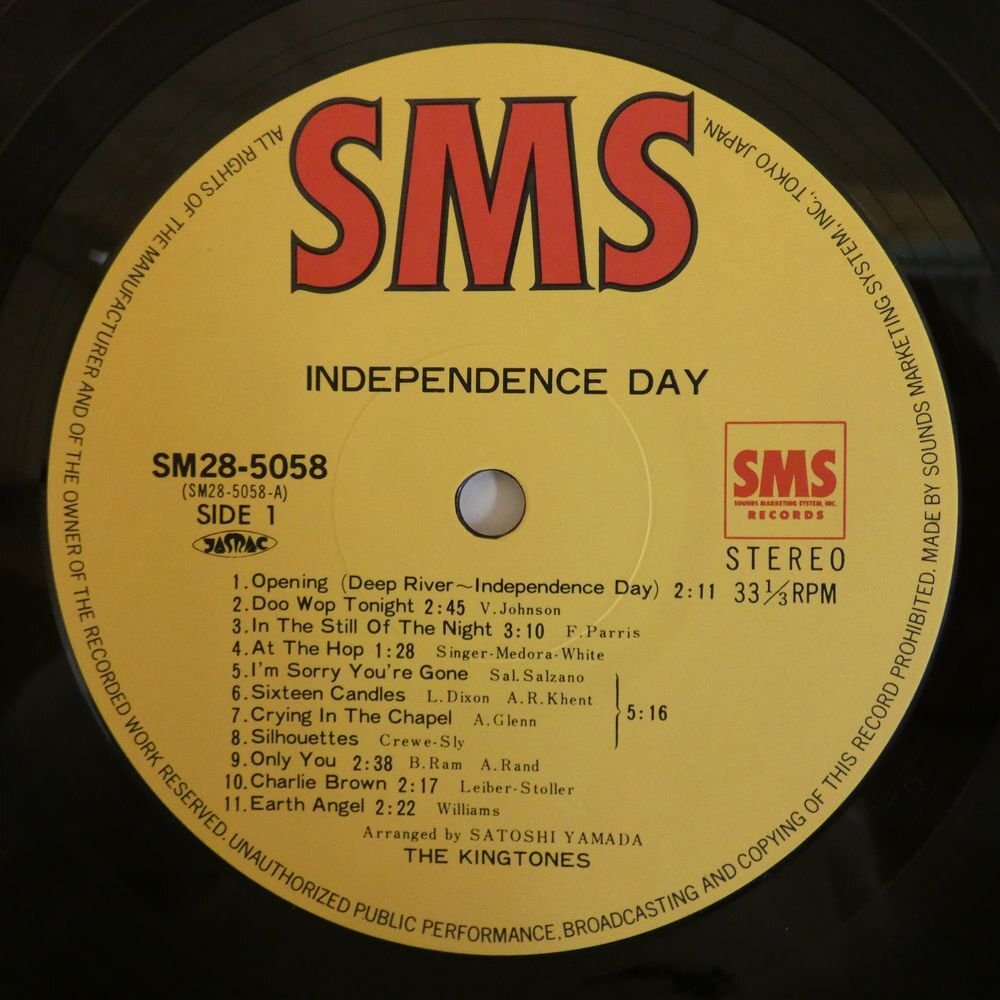 SMS
INDEPENDENCE DAY
SM28-5058
(SM28-5058-A)
SIDE 1
JASRAC
SMS
SOUNDS MARKETING SYSTEM, INC.
RECORDS
STEREO
33 1/3 RPM
1. Opening (Deep River~Independence Day) 2:11
2. Doo Wop Tonight 2:45 V. Johnson
3. In The Still Of The Night 3:10 F. Parris
4. At The Hop 1:28 Singer-Medora-White
5. I'm Sorry You're Gone Sal. Salzano
6. Sixteen Candles L. Dixon A. R. Khent
7. Crying In The Chapel A. Glenn
8. Silhouettes Crewe-Sly
5:16
9. Only You 2:38 B. Ram A. Rand
10. Charlie Brown 2:17 Leiber-Stoller
11. Earth Angel 2:22 Williams
Arranged by SATOSHI YAMADA
THE KINGTONES
ALL RIGHTS OF THE MANUFACTURER AND OF THE OWNER OF THE RECORDED WORK RESERVED. UNAUTHORIZED PUBLIC PERFORMANCE, BROADCASTING AND COPYING OF THIS RECORD PROHIBITED. MADE BY SOUNDS MARKETING SYSTEM, INC., TOKYO JAPAN.